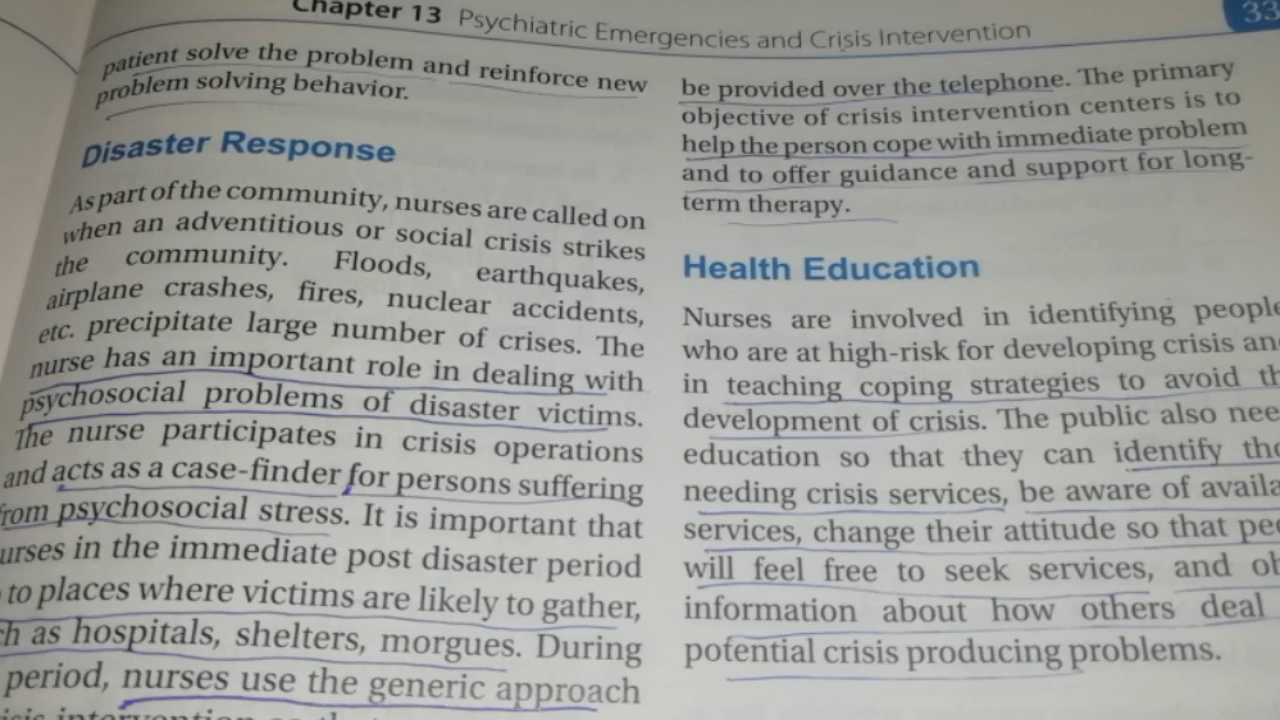 Chapter 13 Psychiatric Emergencies and Crisis Intervention
33
patient solve the problem and reinforce new
problem solving behavior.
Disaster Response
As part of the community, nurses are called on
when an adventitious or social crisis strikes
the community. Floods, earthquakes,
airplane crashes, fires, nuclear accidents,
etc. precipitate large number of crises. The
nurse has an important role in dealing with
psychosocial problems of disaster victims.
The nurse participates in crisis operations
and acts as a case-finder for persons suffering
from psychosocial stress. It is important that
urses in the immediate post disaster period
to places where victims are likely to gather,
ch as hospitals, shelters, morgues. During
period, nurses use the generic approach
be provided over the telephone. The primary
objective of crisis intervention centers is to
help the person cope with immediate problem
and to offer guidance and support for long-
term therapy.
Health Education
Nurses are involved in identifying people
who are at high-risk for developing crisis an
in teaching coping strategies to avoid th
development of crisis. The public also nee
education so that they can identify tho
needing crisis services, be aware of availa
services, change their attitude so that peo
will feel free to seek services, and ob
information about how others deal
potential crisis producing problems.